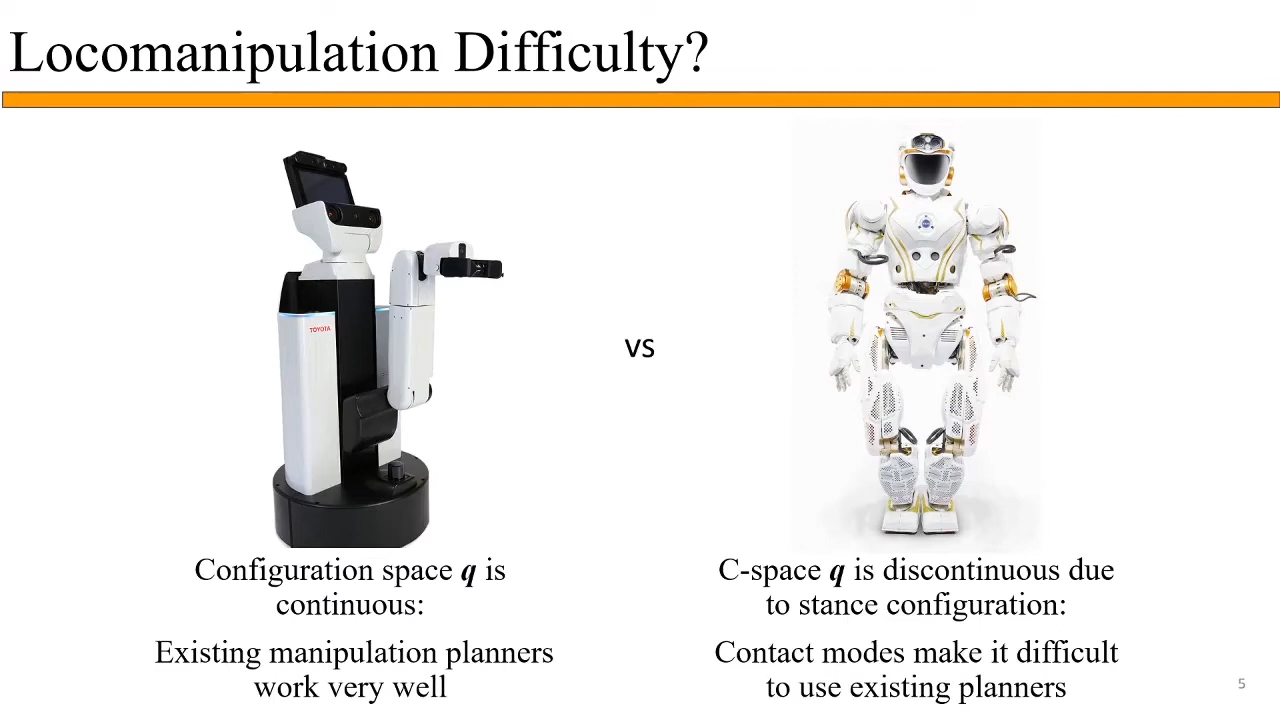 Locomanipulation Difficulty?
TOYOTA
vs
Configuration space q is
continuous:
Existing manipulation planners
work very well
C-space q is discontinuous due
to stance configuration:
Contact modes make it difficult
to use existing planners
5